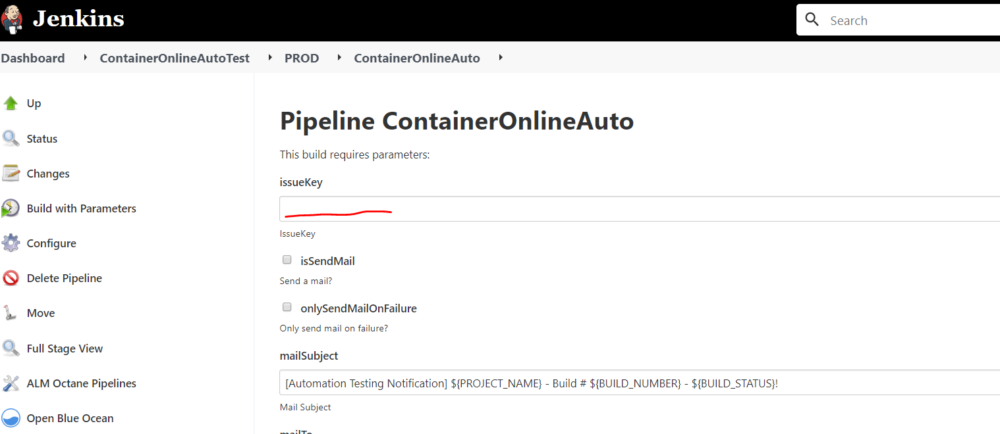 Jenkins
Search
Dashboard ContainerOnlineAutoTest PROD ContainerOnlineAuto
Up
Status
Changes
Build with Parameters
Configure
Delete Pipeline
Move
Full Stage View
ALM Octane Pipelines
Open Blue Ocean
Pipeline ContainerOnlineAuto
This build requires parameters:
issueKey
IssueKey
isSendMail
Send a mail?
onlySendMailOnFailure
Only send mail on failure?
mailSubject
[Automation Testing Notification] ${PROJECT_NAME} - Build # ${BUILD_NUMBER} - ${BUILD_STATUS}!
Mail Subject
mailTo